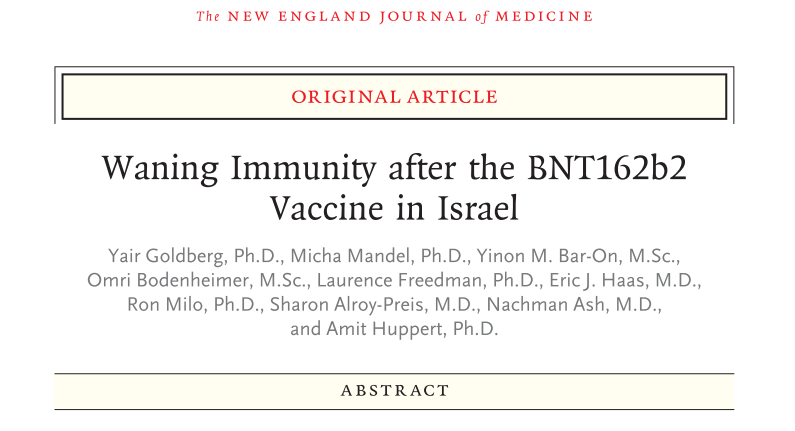 The NEW ENGLAND JOURNAL of MEDICINE
ORIGINAL ARTICLE
Waning Immunity after the BNT162b2
Vaccine in Israel
Yair Goldberg, Ph.D., Micha Mandel, Ph.D., Yinon M. Bar-On, M.Sc.,
Omri Bodenheimer, M.Sc., Laurence Freedman, Ph.D., Eric J. Haas, M.D.,
Ron Milo, Ph.D., Sharon Alroy-Preis, M.D., Nachman Ash, M.D.,
and Amit Huppert, Ph.D.
ABSTRACT